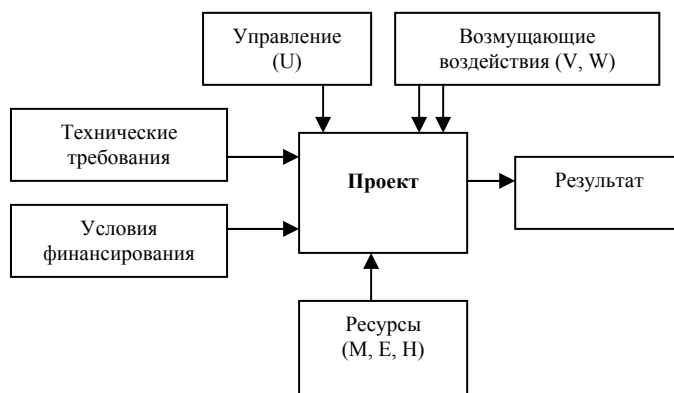 Управление
(U)
Возмущающие
воздействия (V, W)
Технические
требования
Проект
Результат
Условия
финансирования
Ресурсы
(M, E, H)